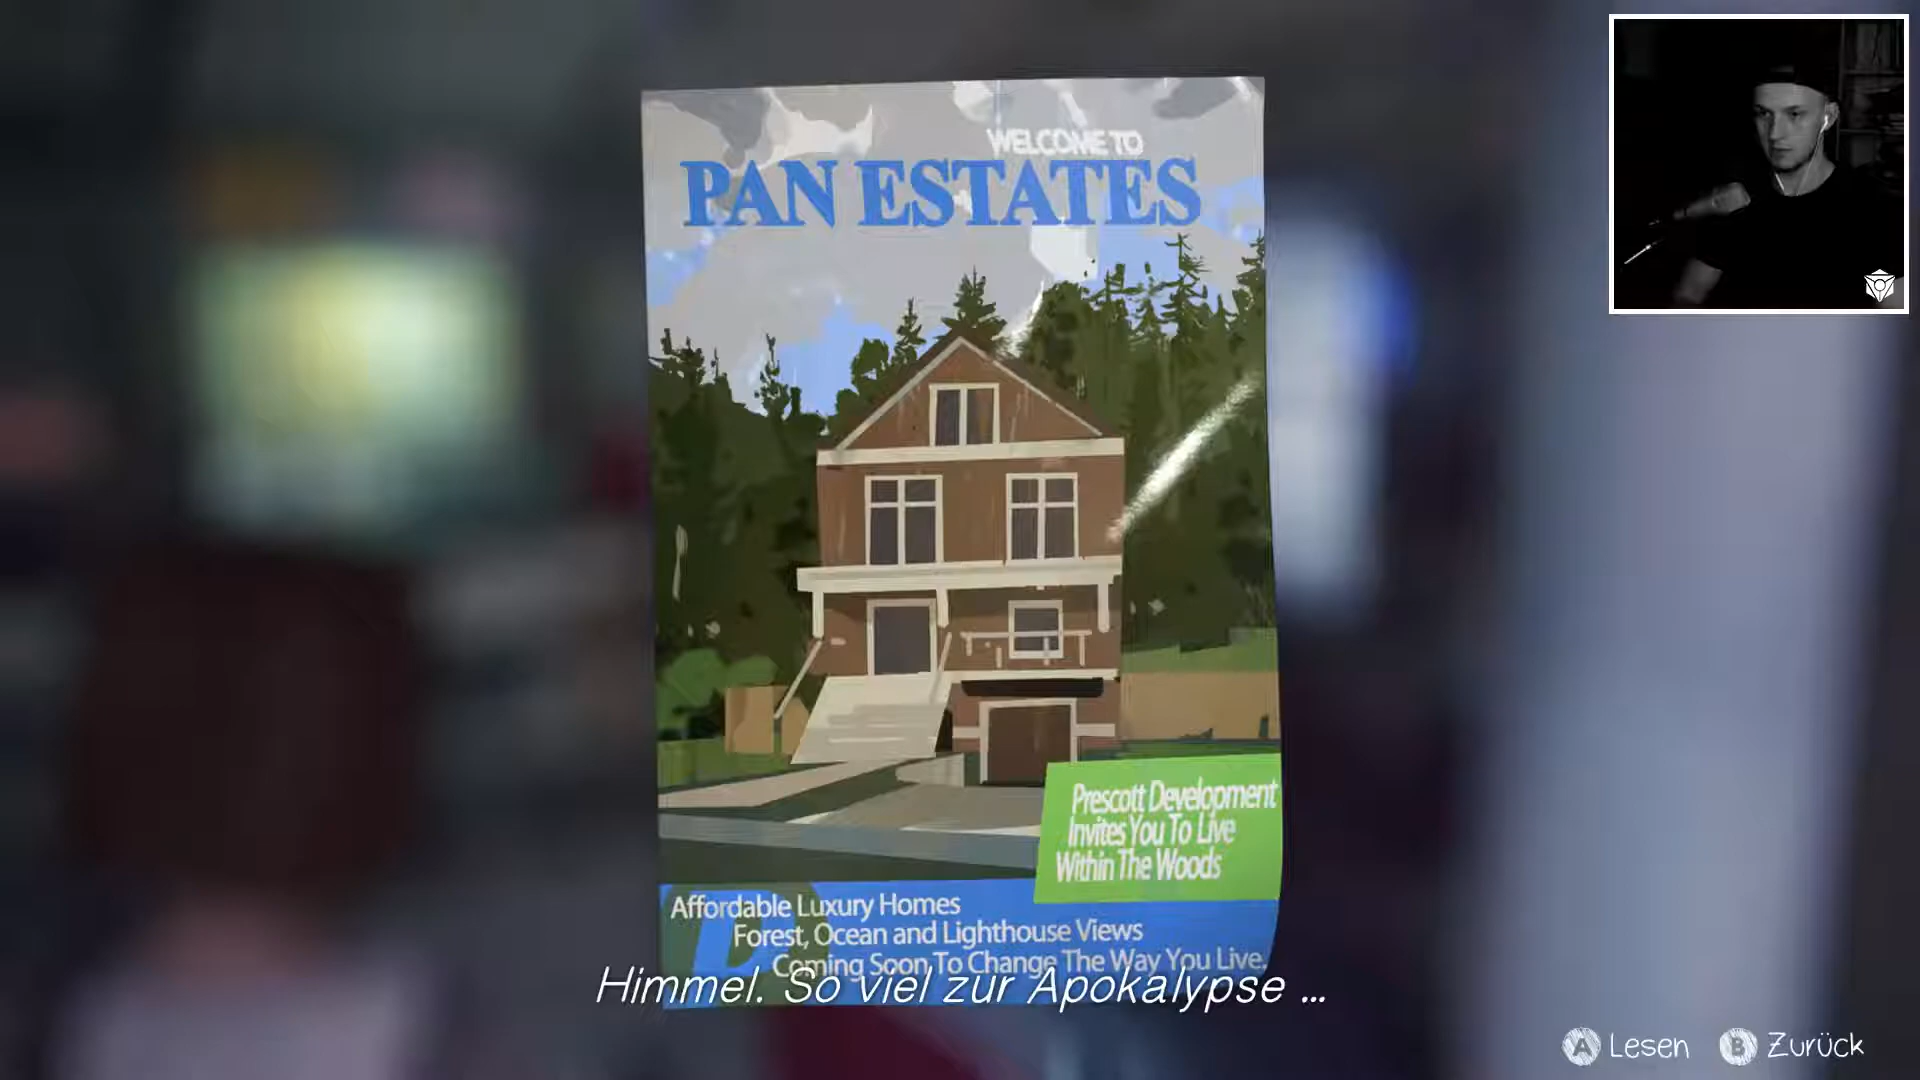 WELCOME TO
PAN ESTATES
Prescott Development
Invites You To Live
Within The Woods
Affordable Luxury Homes
Forest, Ocean and Lighthouse Views
Coming Soon To Change The Way You Live.
Himmel. So viel zur Apokalypse ...
A Lesen B Zurück